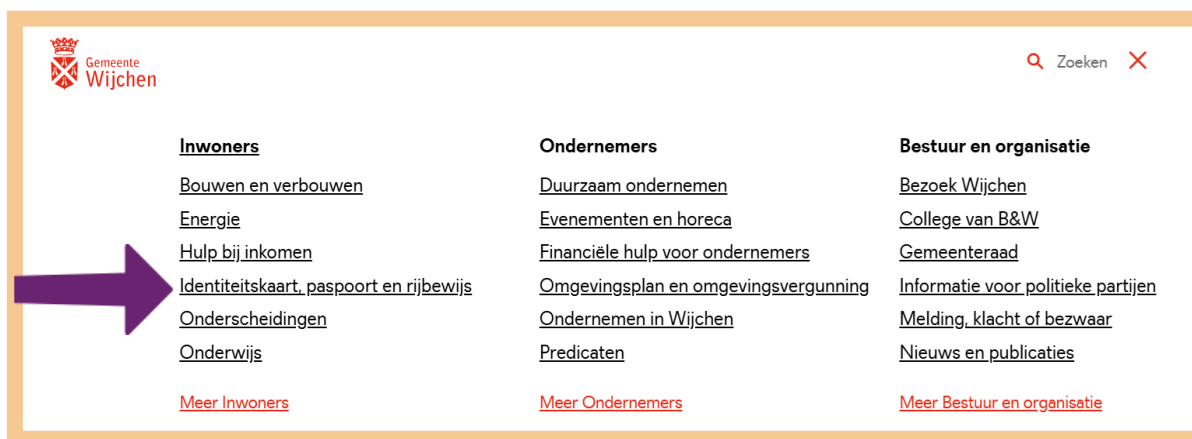 Gemeente
Wijchen
Zoeken
Inwoners
Bouwen en verbouwen
Energie
Hulp bij inkomen
Identiteitskaart, paspoort en rijbewijs
Onderscheidingen
Onderwijs
Meer Inwoners
Ondernemers
Duurzaam ondernemen
Evenementen en horeca
Financiële hulp voor ondernemers
Omgevingsplan en omgevingsvergunning
Ondernemen in Wijchen
Predicaten
Meer Ondernemers
Bestuur en organisatie
Bezoek Wijchen
College van B&W
Gemeenteraad
Informatie voor politieke partijen
Melding, klacht of bezwaar
Nieuws en publicaties
Meer Bestuur en organisatie